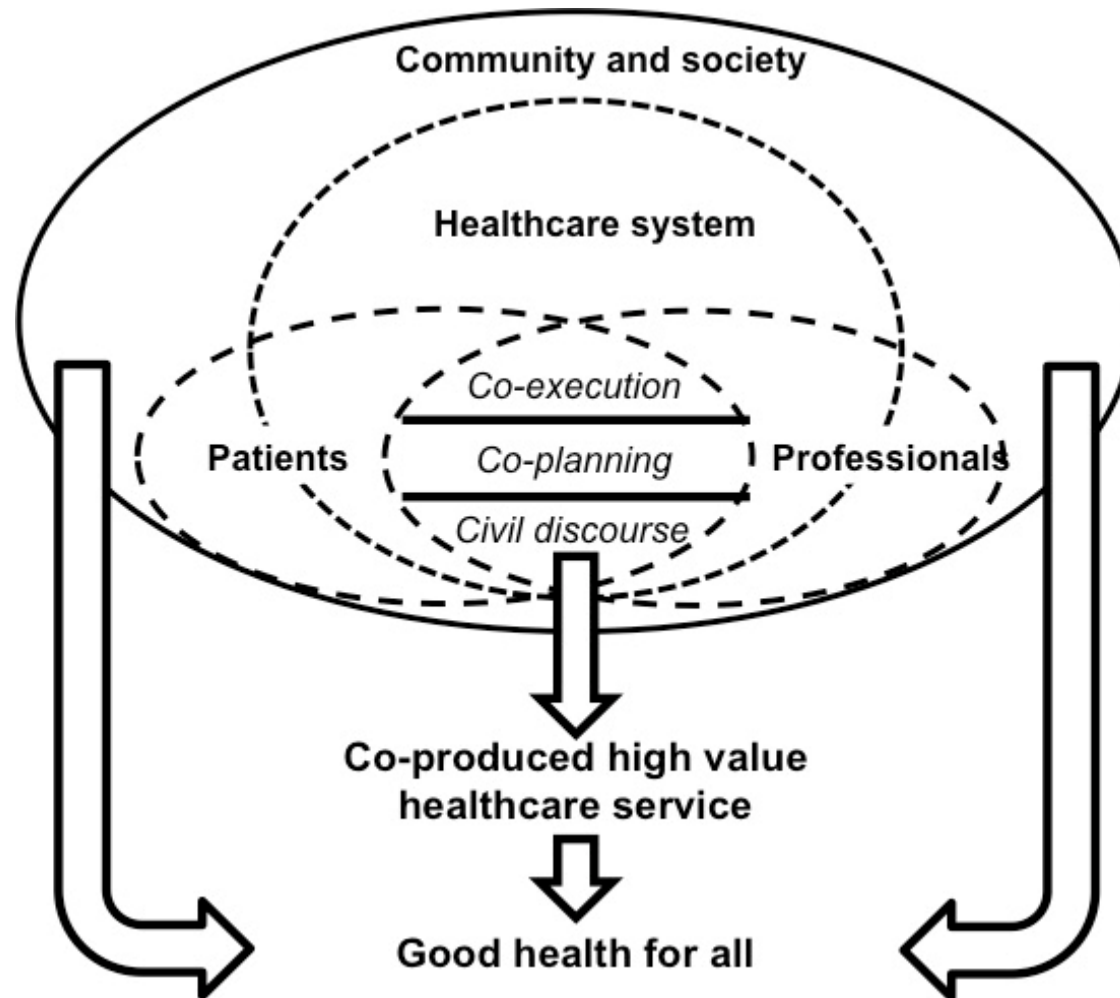 Community and society
Healthcare system
Co-execution
Patients
Co-planning
Professionals
Civil discourse
Co-produced high value
healthcare service
Good health for all